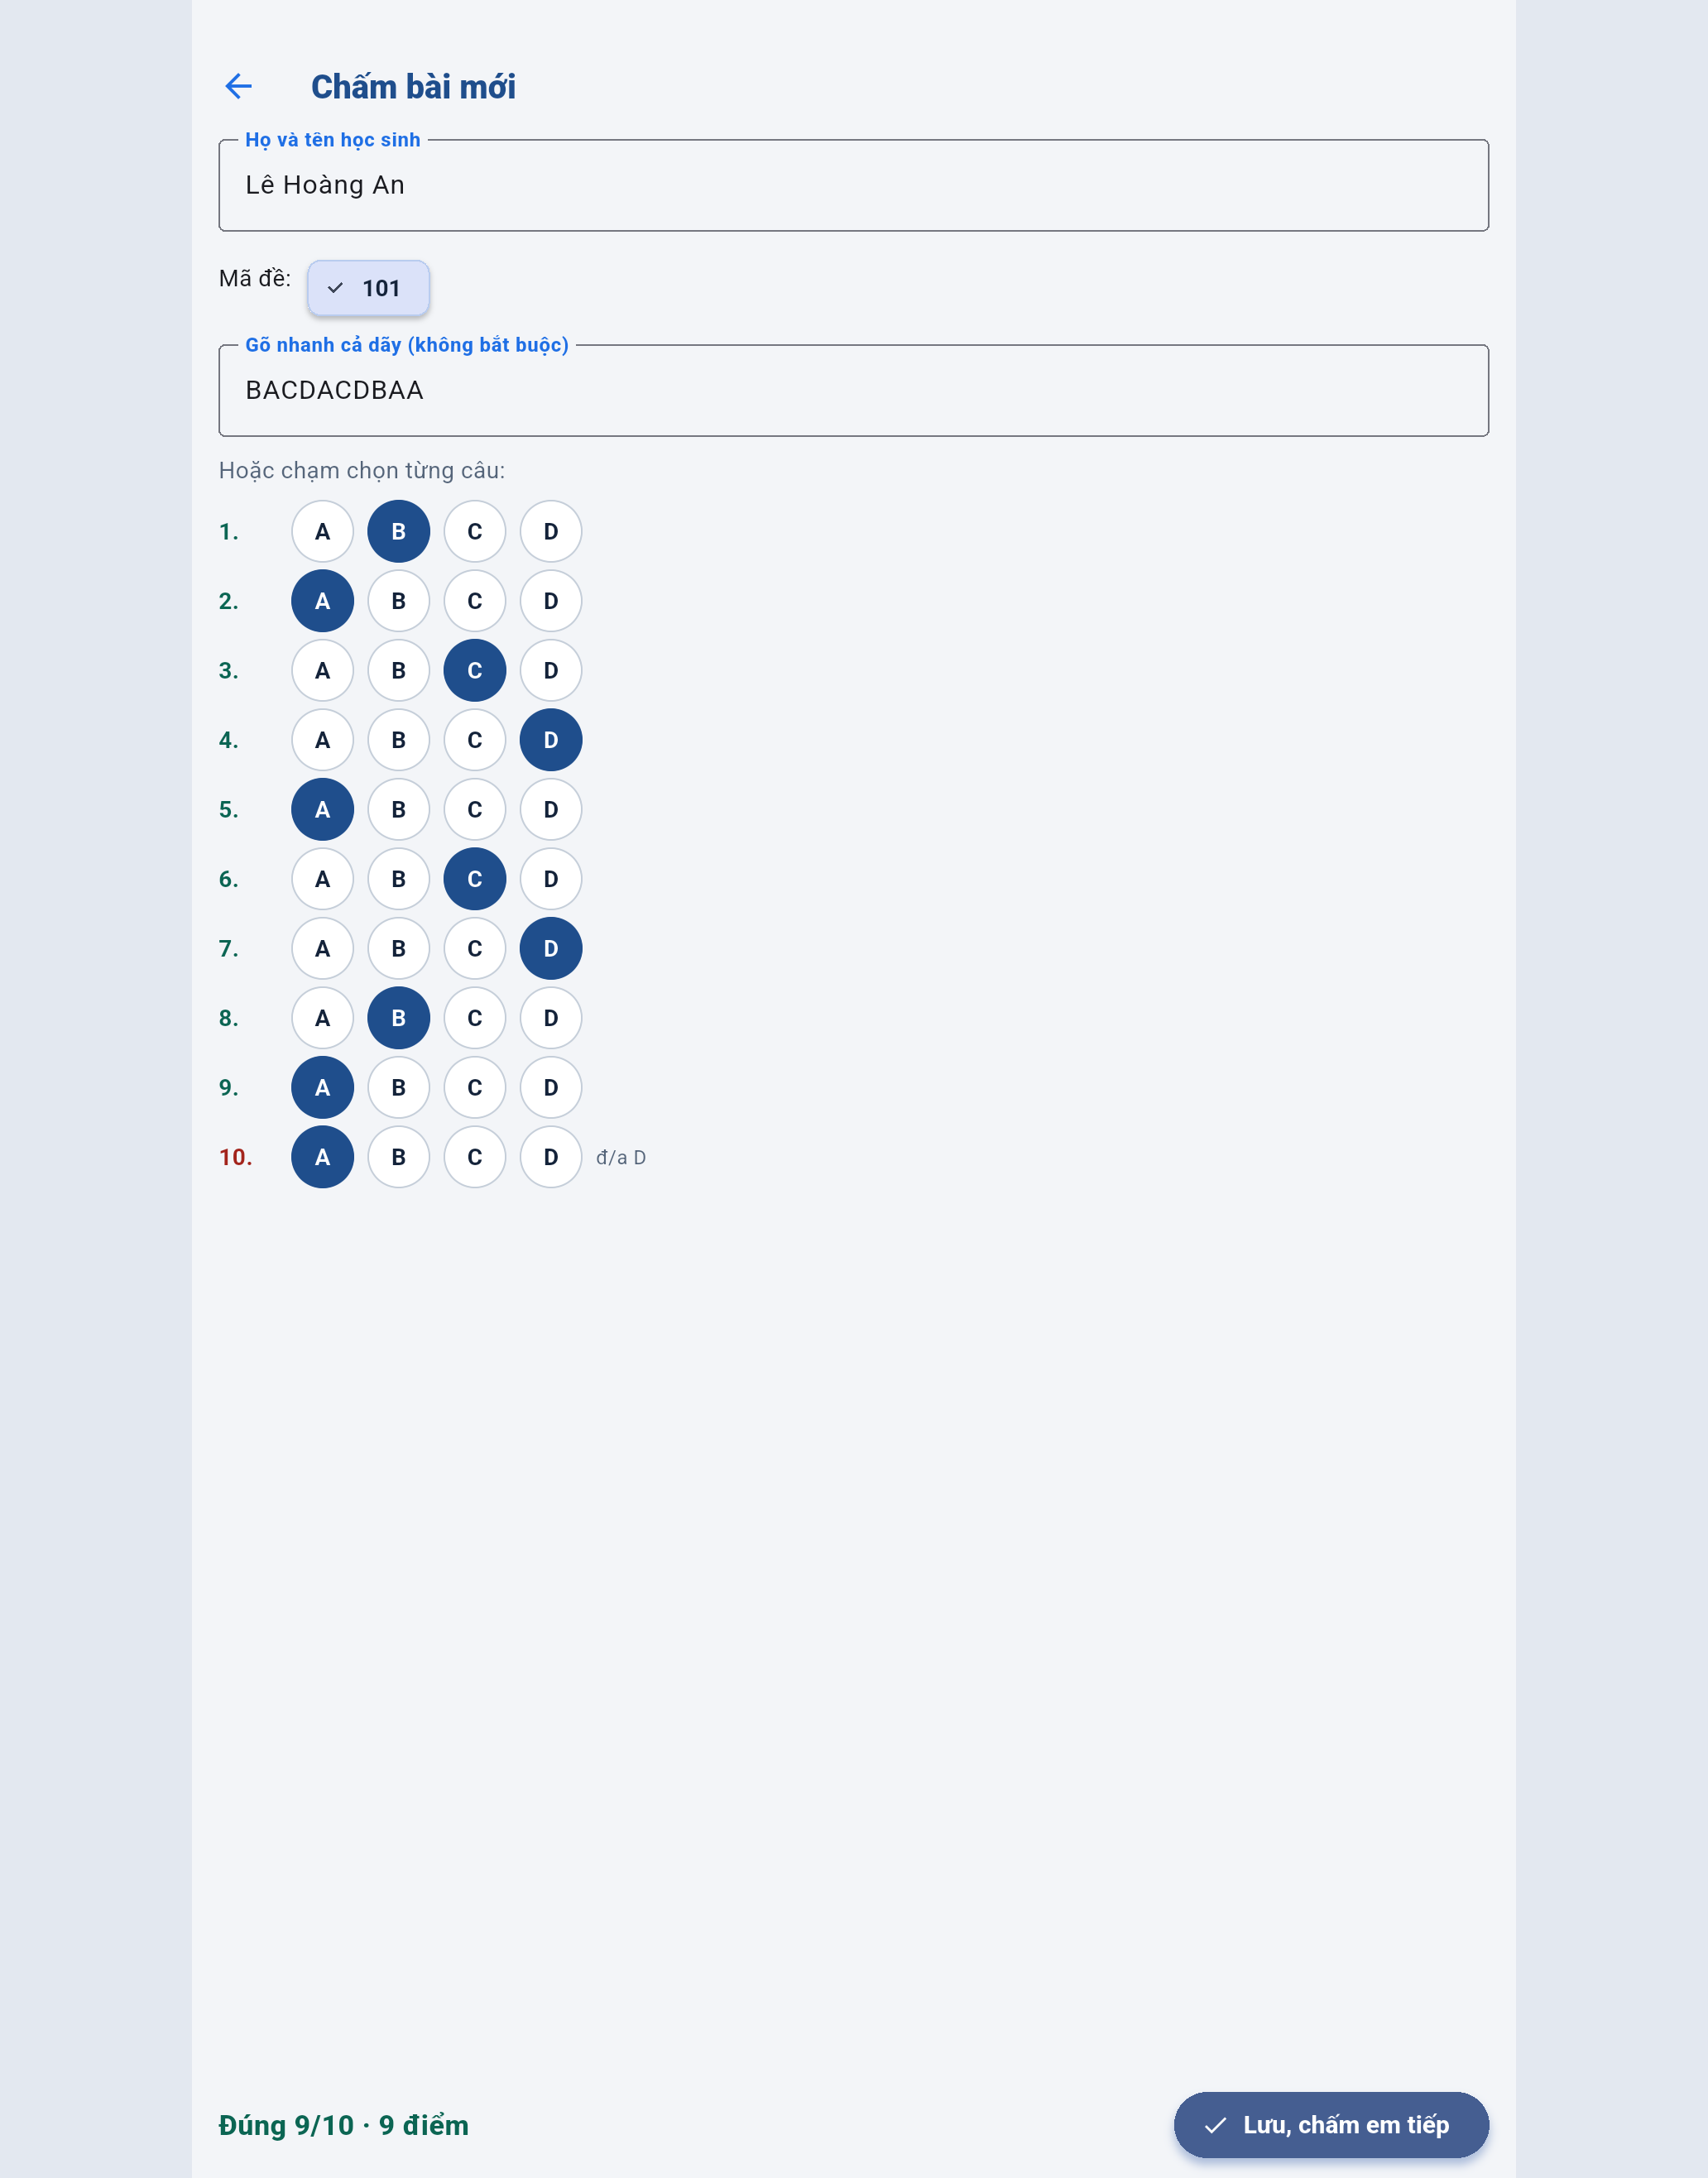 Chấm bài mới
Họ và tên học sinh
Lê Hoàng An
Mã đề: 101
Gõ nhanh cả dãy (không bắt buộc)
BACDACDBAA
Hoặc chạm chọn từng câu:
1. A B C D
2. A B C D
3. A B C D
4. A B C D
5. A B C D
6. A B C D
7. A B C D
8. A B C D
9. A B C D
10. A B C D đ/a D
Đúng 9/10 · 9 điểm Lưu, chấm em tiếp